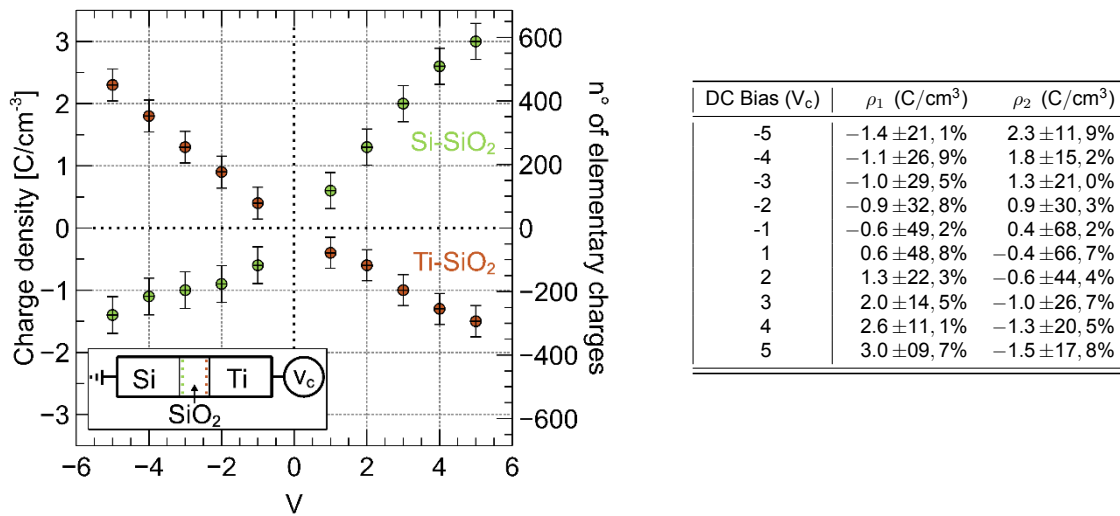 Charge density [C/cm⁻³]
3
2
1
0
−1
−2
−3
600
400
200
0
−200
−400
−600
n° of elementary charges
Si-SiO₂
Ti-SiO₂
Si
Ti
V_c
SiO₂
−6 −4 −2 0 2 4 6
V
DC Bias (V_c) ρ₁ (C/cm³) ρ₂ (C/cm³)
-5 −1.4 ±21, 1% 2.3 ±11, 9%
-4 −1.1 ±26, 9% 1.8 ±15, 2%
-3 −1.0 ±29, 5% 1.3 ±21, 0%
-2 −0.9 ±32, 8% 0.9 ±30, 3%
-1 −0.6 ±49, 2% 0.4 ±68, 2%
1 0.6 ±48, 8% −0.4 ±66, 7%
2 1.3 ±22, 3% −0.6 ±44, 4%
3 2.0 ±14, 5% −1.0 ±26, 7%
4 2.6 ±11, 1% −1.3 ±20, 5%
5 3.0 ±09, 7% −1.5 ±17, 8%